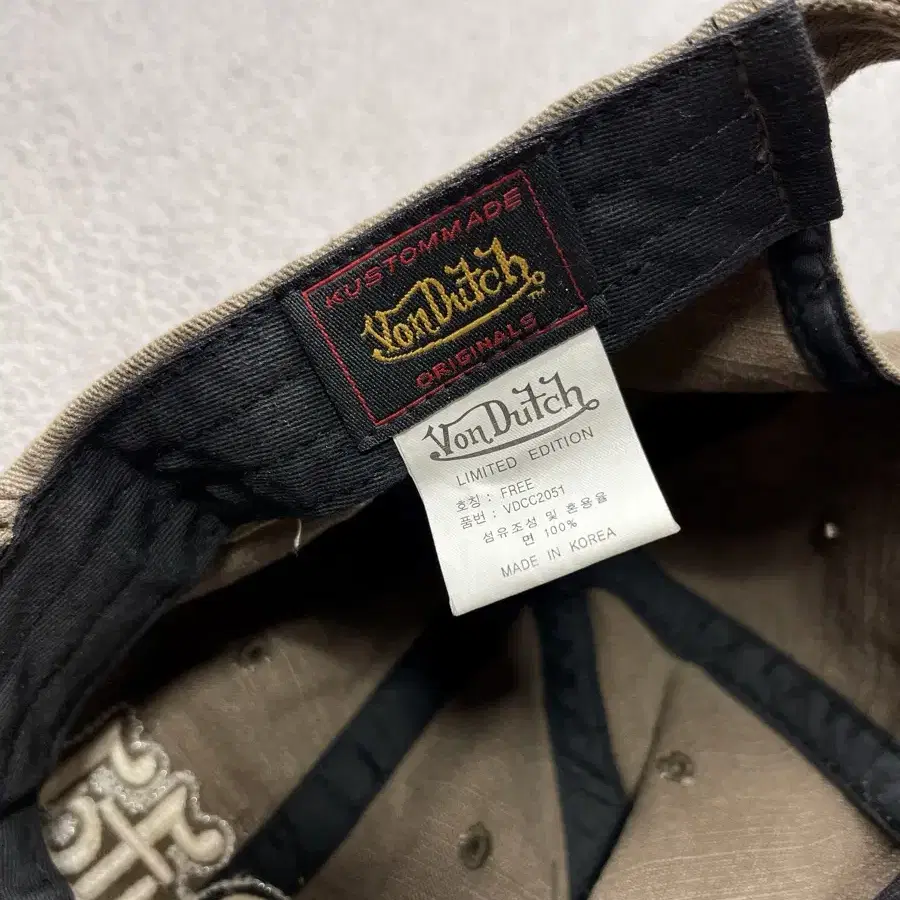 KUSTOMMADE
Von Dutch
TM
ORIGINALS
Von Dutch
LIMITED EDITION
호칭 : FREE
품번 : VDCC2051
섬유조성 및 혼용율
면 100%
MADE IN KOREA